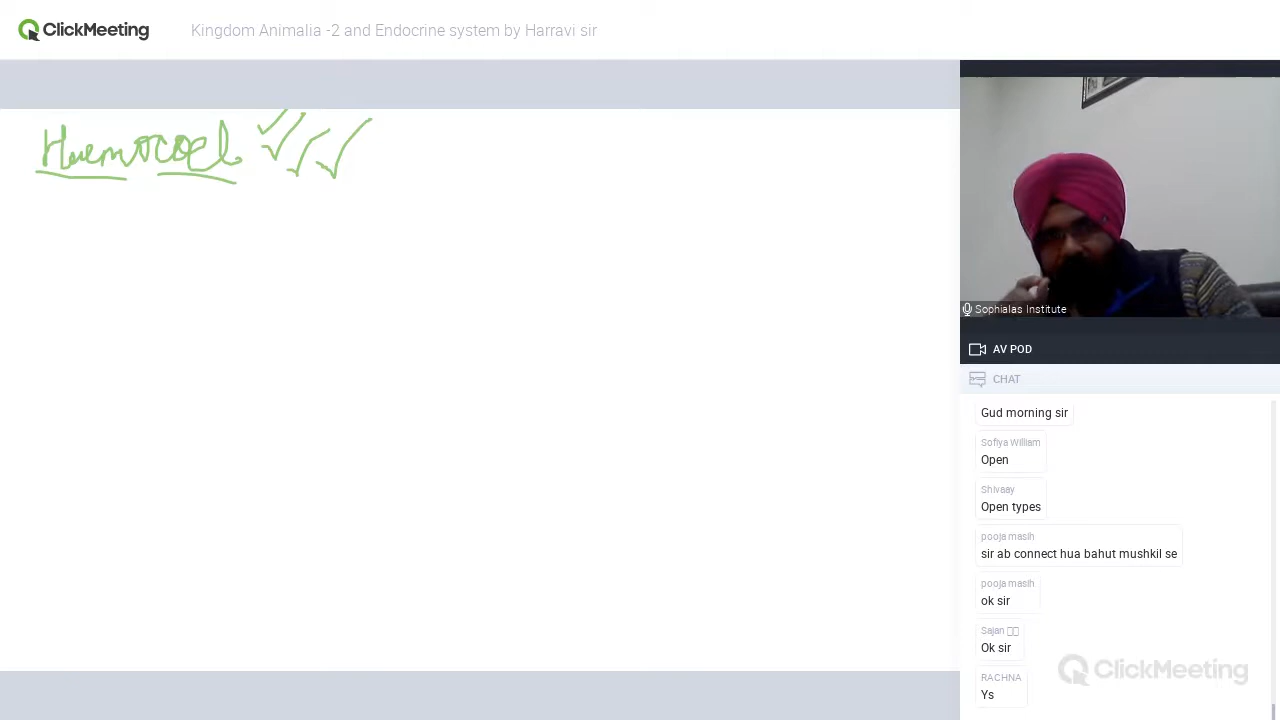 ClickMeeting
Kingdom Animalia -2 and Endocrine system by Harravi sir
Haemocoel
Sophialas Institute
AV POD
CHAT
Gud morning sir
Sofiya William
Open
Shivaay
Open types
pooja masih
sir ab connect hua bahut mushkil se
pooja masih
ok sir
Sajan
Ok sir
ClickMeeting
RACHNA
Ys